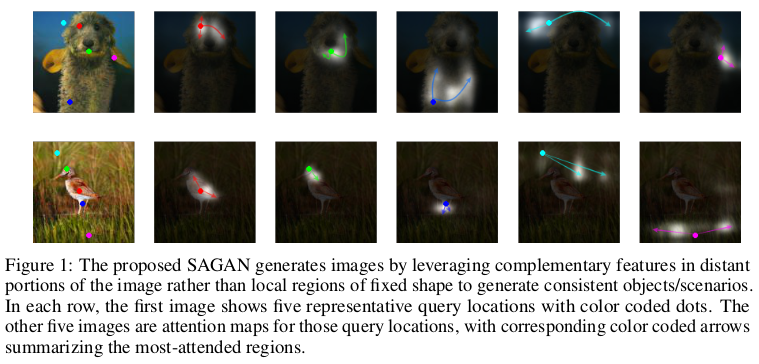 Figure 1: The proposed SAGAN generates images by leveraging complementary features in distant
portions of the image rather than local regions of fixed shape to generate consistent objects/scenarios.
In each row, the first image shows five representative query locations with color coded dots. The
other five images are attention maps for those query locations, with corresponding color coded arrows
summarizing the most-attended regions.